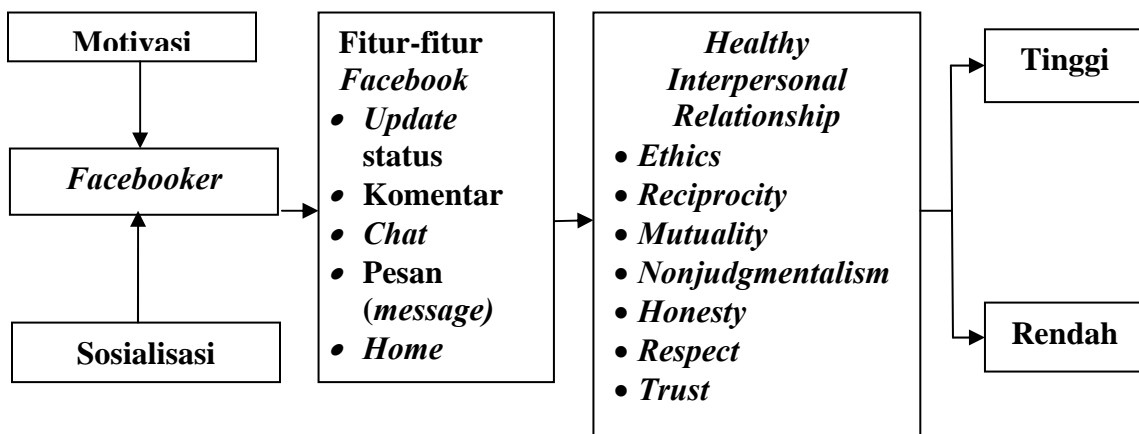 Motivasi
Facebooker
Sosialisasi
Fitur-fitur
Facebook
• Update
status
• Komentar
• Chat
• Pesan
(message)
• Home
Healthy
Interpersonal
Relationship
• Ethics
• Reciprocity
• Mutuality
• Nonjudgmentalism
• Honesty
• Respect
• Trust
Tinggi
Rendah